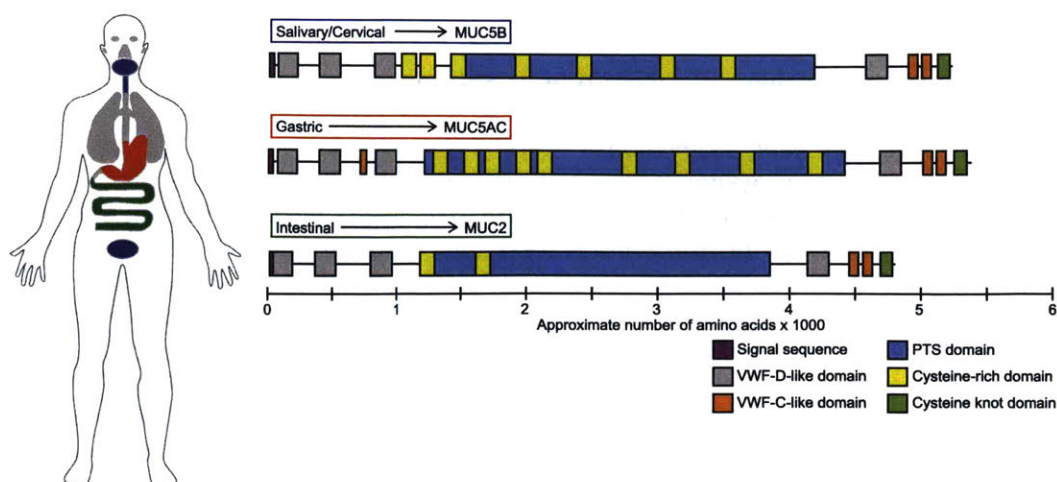 Salivary/Cervical → MUC5B
Gastric → MUC5AC
Intestinal → MUC2
0 1 2 3 4 5 6
Approximate number of amino acids x 1000
Signal sequence PTS domain
VWF-D-like domain Cysteine-rich domain
VWF-C-like domain Cysteine knot domain